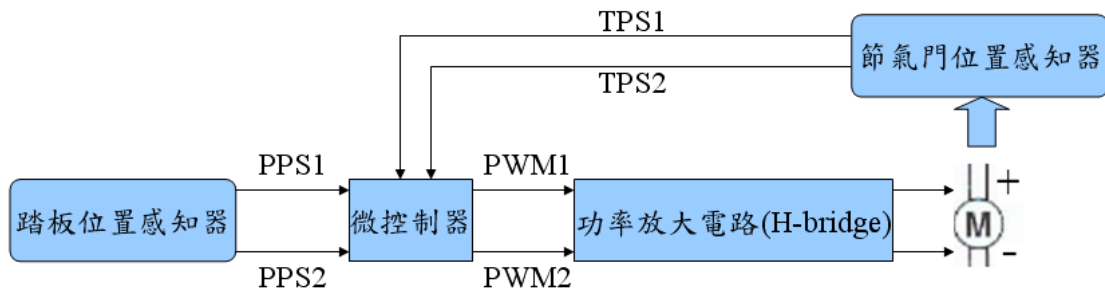 TPS1
節氣門位置感知器
TPS2
PPS1
PWM1
踏板位置感知器
微控制器
功率放大電路(H-bridge)
+
M
-
PPS2
PWM2